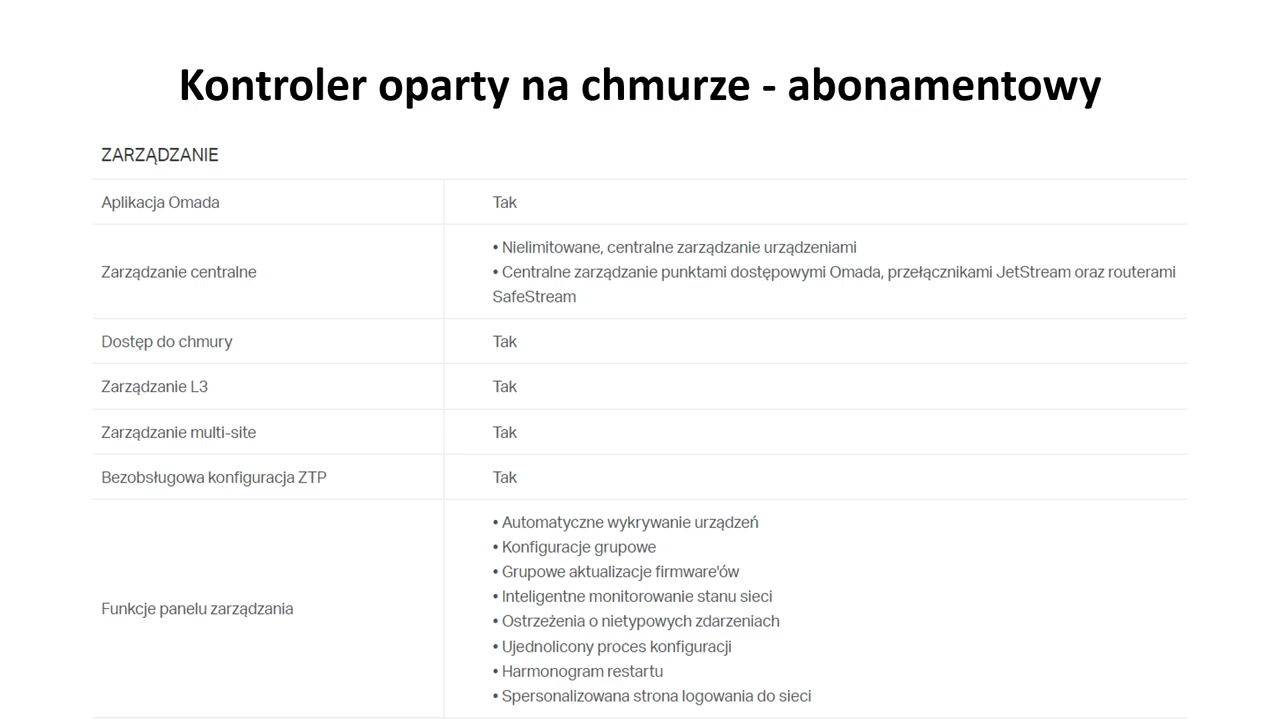 Kontroler oparty na chmurze - abonamentowy
ZARZĄDZANIE
Aplikacja Omada
Tak
Zarządzanie centralne
• Nielimitowane, centralne zarządzanie urządzeniami
• Centralne zarządzanie punktami dostępowymi Omada, przełącznikami JetStream oraz routerami
SafeStream
Dostęp do chmury
Tak
Zarządzanie L3
Tak
Zarządzanie multi-site
Tak
Bezobsługowa konfiguracja ZTP
Tak
Funkcje panelu zarządzania
• Automatyczne wykrywanie urządzeń
• Konfiguracje grupowe
• Grupowe aktualizacje firmware'ów
• Inteligentne monitorowanie stanu sieci
• Ostrzeżenia o nietypowych zdarzeniach
• Ujednolicony proces konfiguracji
• Harmonogram restartu
• Spersonalizowana strona logowania do sieci